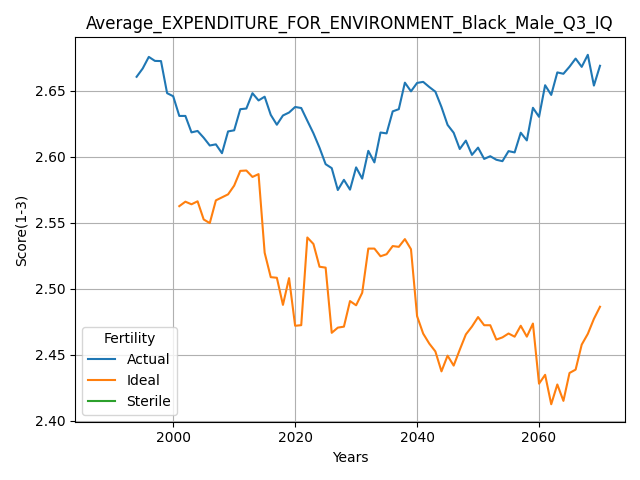 Average_EXPENDITURE_FOR_ENVIRONMENT_Black_Male_Q3_IQ
Score(1-3)
2.65
2.60
2.55
2.50
2.45
2.40
Fertility
Actual
Ideal
Sterile
2000 2020 2040 2060
Years